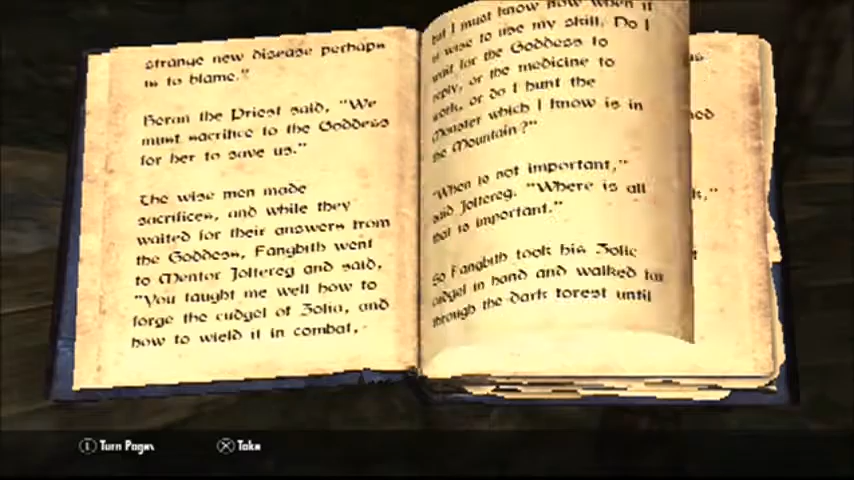 strange new disease perhaps
is to blame."
Beran the Priest said, "We
must sacrifice to the Goddess
for her to save us."
The wise men made
sacrifices, and while they
waited for their answers from
the Goddess, Fangbith went
to Mentor Joltereg and said,
"You taught me well how to
forge the cudgel of Zolia, and
how to wield it in combat,
but I must know now when it
is wise to use my skill. Do I
wait for the Goddess to
reply, or the medicine to
work, or do I hunt the
Monster which I know is in
the Mountain?"
"When is not important,"
said Joltereg. "Where is all
that is important."
So Fangbith took his Zolic
cudgel in hand and walked far
through the dark forest until
Turn Pages
Take